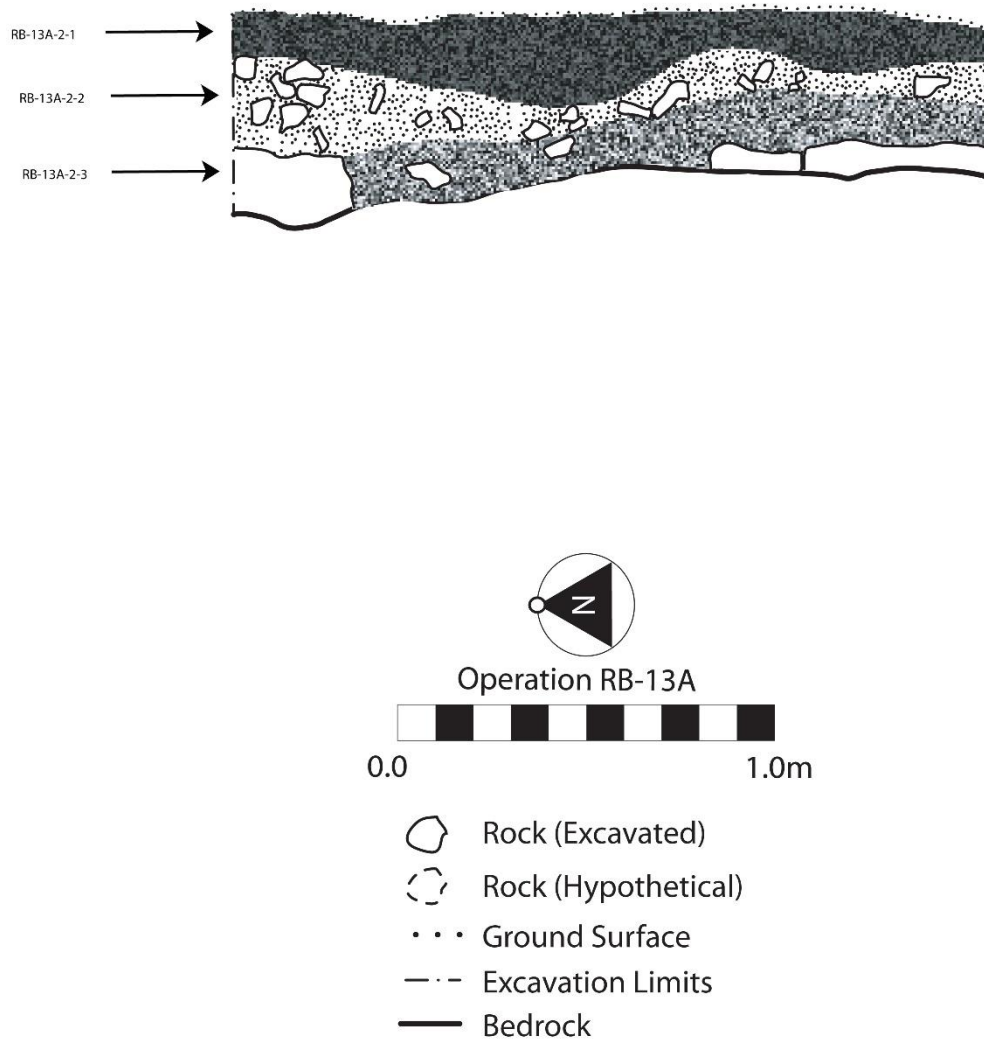 RB-13A-2-1
RB-13A-2-2
RB-13A-2-3
N
Operation RB-13A
0.0 1.0m
Rock (Excavated)
Rock (Hypothetical)
Ground Surface
Excavation Limits
Bedrock